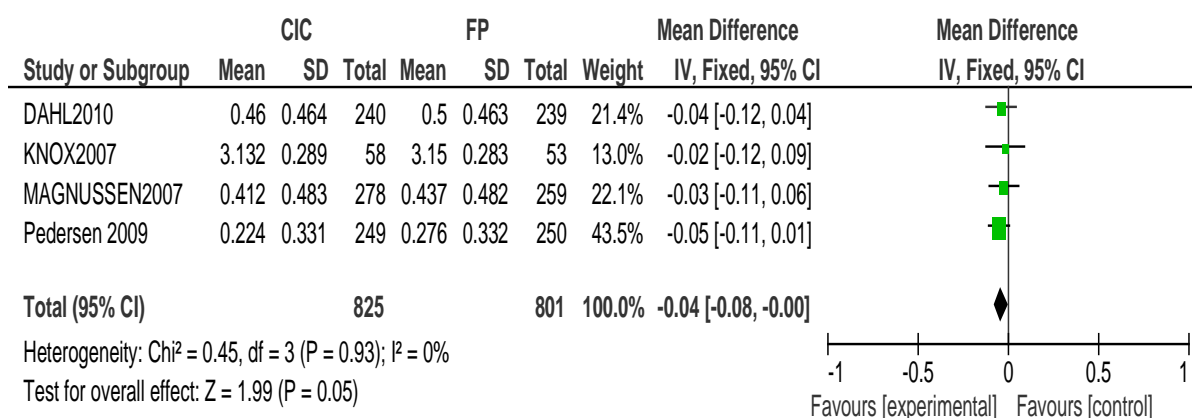 CIC FP Mean Difference Mean Difference
Study or Subgroup Mean SD Total Mean SD Total Weight IV, Fixed, 95% CI IV, Fixed, 95% CI
DAHL2010 0.46 0.464 240 0.5 0.463 239 21.4% -0.04 [-0.12, 0.04]
KNOX2007 3.132 0.289 58 3.15 0.283 53 13.0% -0.02 [-0.12, 0.09]
MAGNUSSEN2007 0.412 0.483 278 0.437 0.482 259 22.1% -0.03 [-0.11, 0.06]
Pedersen 2009 0.224 0.331 249 0.276 0.332 250 43.5% -0.05 [-0.11, 0.01]
Total (95% CI) 825 801 100.0% -0.04 [-0.08, -0.00]
Heterogeneity: Chi² = 0.45, df = 3 (P = 0.93); I² = 0%
Test for overall effect: Z = 1.99 (P = 0.05)
-1 -0.5 0 0.5 1
Favours [experimental] Favours [control]